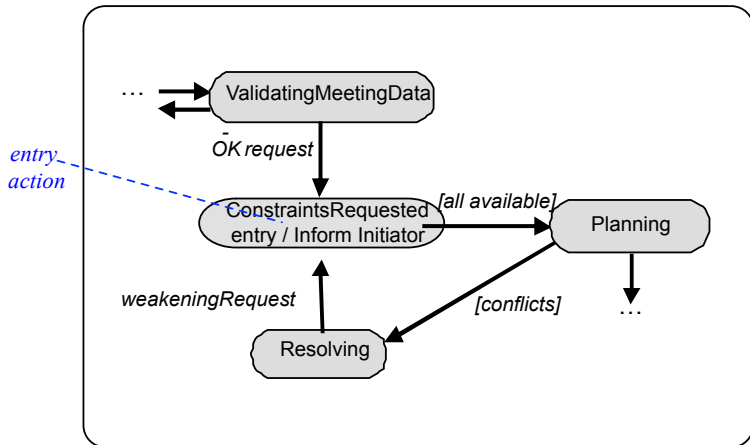 ...
ValidatingMeetingData
OK request
entry
action
ConstraintsRequested
entry / Inform Initiator
[all available]
Planning
weakeningRequest
[conflicts]
...
Resolving